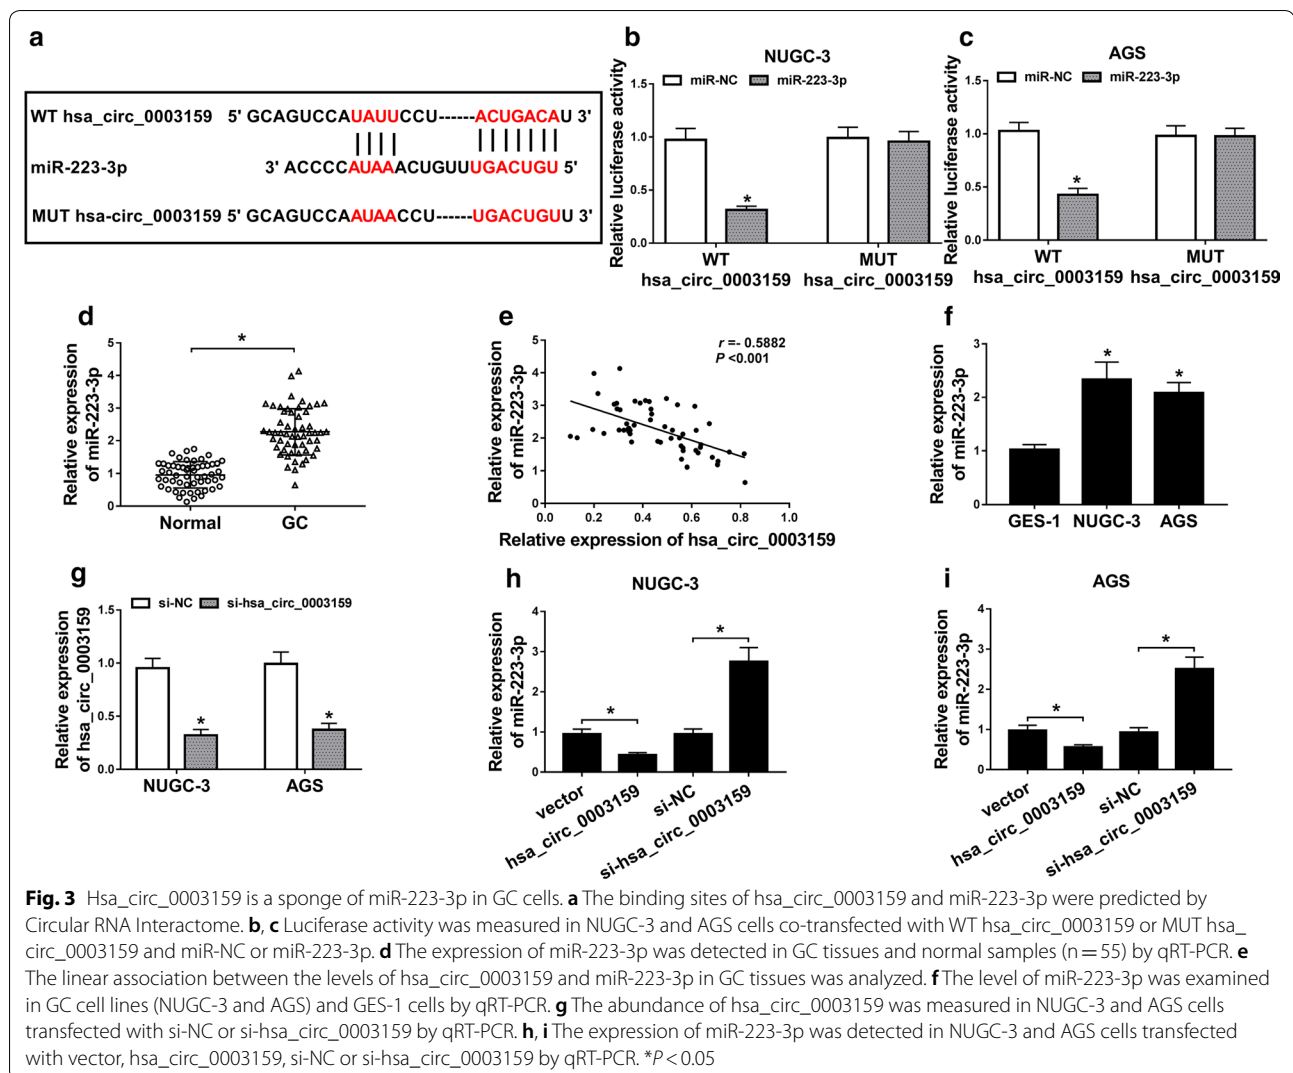 a
WT hsa_circ_0003159 5' GCAGUCCAUAUUCCU------ACUGACAU 3'
miR-223-3p 3' ACCCCAUAAACUGUUUGACUGU 5'
MUT hsa-circ_0003159 5' GCAGUCCAAUAACCU------UGACUGUU 3'
b
NUGC-3
miR-NC miR-223-3p
Relative luciferase activity
1.5
1.0
0.5
0.0
*
WT MUT
hsa_circ_0003159 hsa_circ_0003159
c
AGS
miR-NC miR-223-3p
Relative luciferase activity
1.5
1.0
0.5
0.0
*
WT MUT
hsa_circ_0003159 hsa_circ_0003159
d
Relative expression
of miR-223-3p
5
4
3
2
1
0
*
Normal GC
e
Relative expression
of miR-223-3p
5
4
3
2
1
0
r =- 0.5882
P <0.001
0.0 0.2 0.4 0.6 0.8 1.0
Relative expression of hsa_circ_0003159
f
Relative expression
of miR-223-3p
3
2
1
0
* *
GES-1 NUGC-3 AGS
g
si-NC si-hsa_circ_0003159
Relative expression
of hsa_circ_0003159
1.5
1.0
0.5
0.0
* *
NUGC-3 AGS
h
NUGC-3
Relative expression
of miR-223-3p
4
3
2
1
0
* *
vector
hsa_circ_0003159
si-NC
si-hsa_circ_0003159
i
AGS
Relative expression
of miR-223-3p
4
3
2
1
0
* *
vector
hsa_circ_0003159
si-NC
si-hsa_circ_0003159
Fig. 3 Hsa_circ_0003159 is a sponge of miR-223-3p in GC cells. a The binding sites of hsa_circ_0003159 and miR-223-3p were predicted by
Circular RNA Interactome. b, c Luciferase activity was measured in NUGC-3 and AGS cells co-transfected with WT hsa_circ_0003159 or MUT hsa_
circ_0003159 and miR-NC or miR-223-3p. d The expression of miR-223-3p was detected in GC tissues and normal samples (n = 55) by qRT-PCR. e
The linear association between the levels of hsa_circ_0003159 and miR-223-3p in GC tissues was analyzed. f The level of miR-223-3p was examined
in GC cell lines (NUGC-3 and AGS) and GES-1 cells by qRT-PCR. g The abundance of hsa_circ_0003159 was measured in NUGC-3 and AGS cells
transfected with si-NC or si-hsa_circ_0003159 by qRT-PCR. h, i The expression of miR-223-3p was detected in NUGC-3 and AGS cells transfected
with vector, hsa_circ_0003159, si-NC or si-hsa_circ_0003159 by qRT-PCR. *P < 0.05